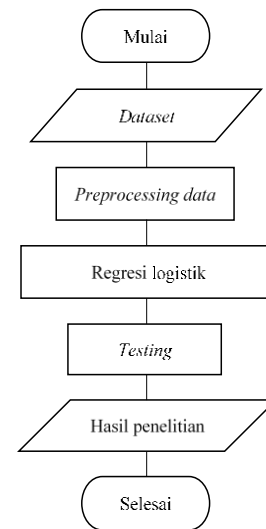 Mulai
Dataset
Preprocessing data
Regresi logistik
Testing
Hasil penelitian
Selesai